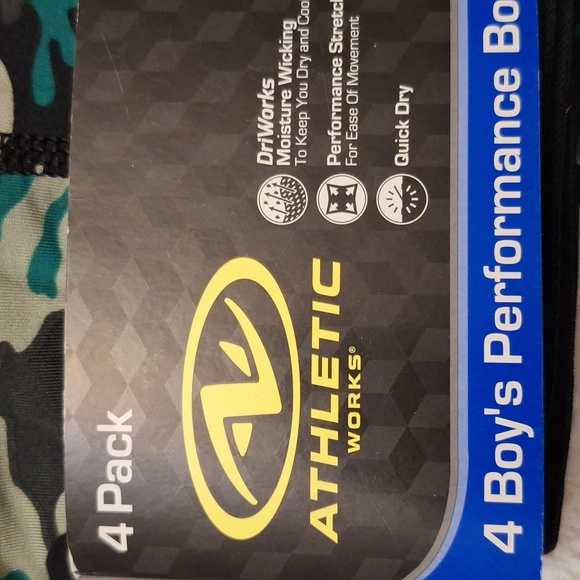 4 Pack
ATHLETIC
WORKS®
DriWorks
Moisture Wicking
To Keep You Dry and Coo
Performance Stretch
For Ease Of Movement
Quick Dry
4 Boy's Performance Bo